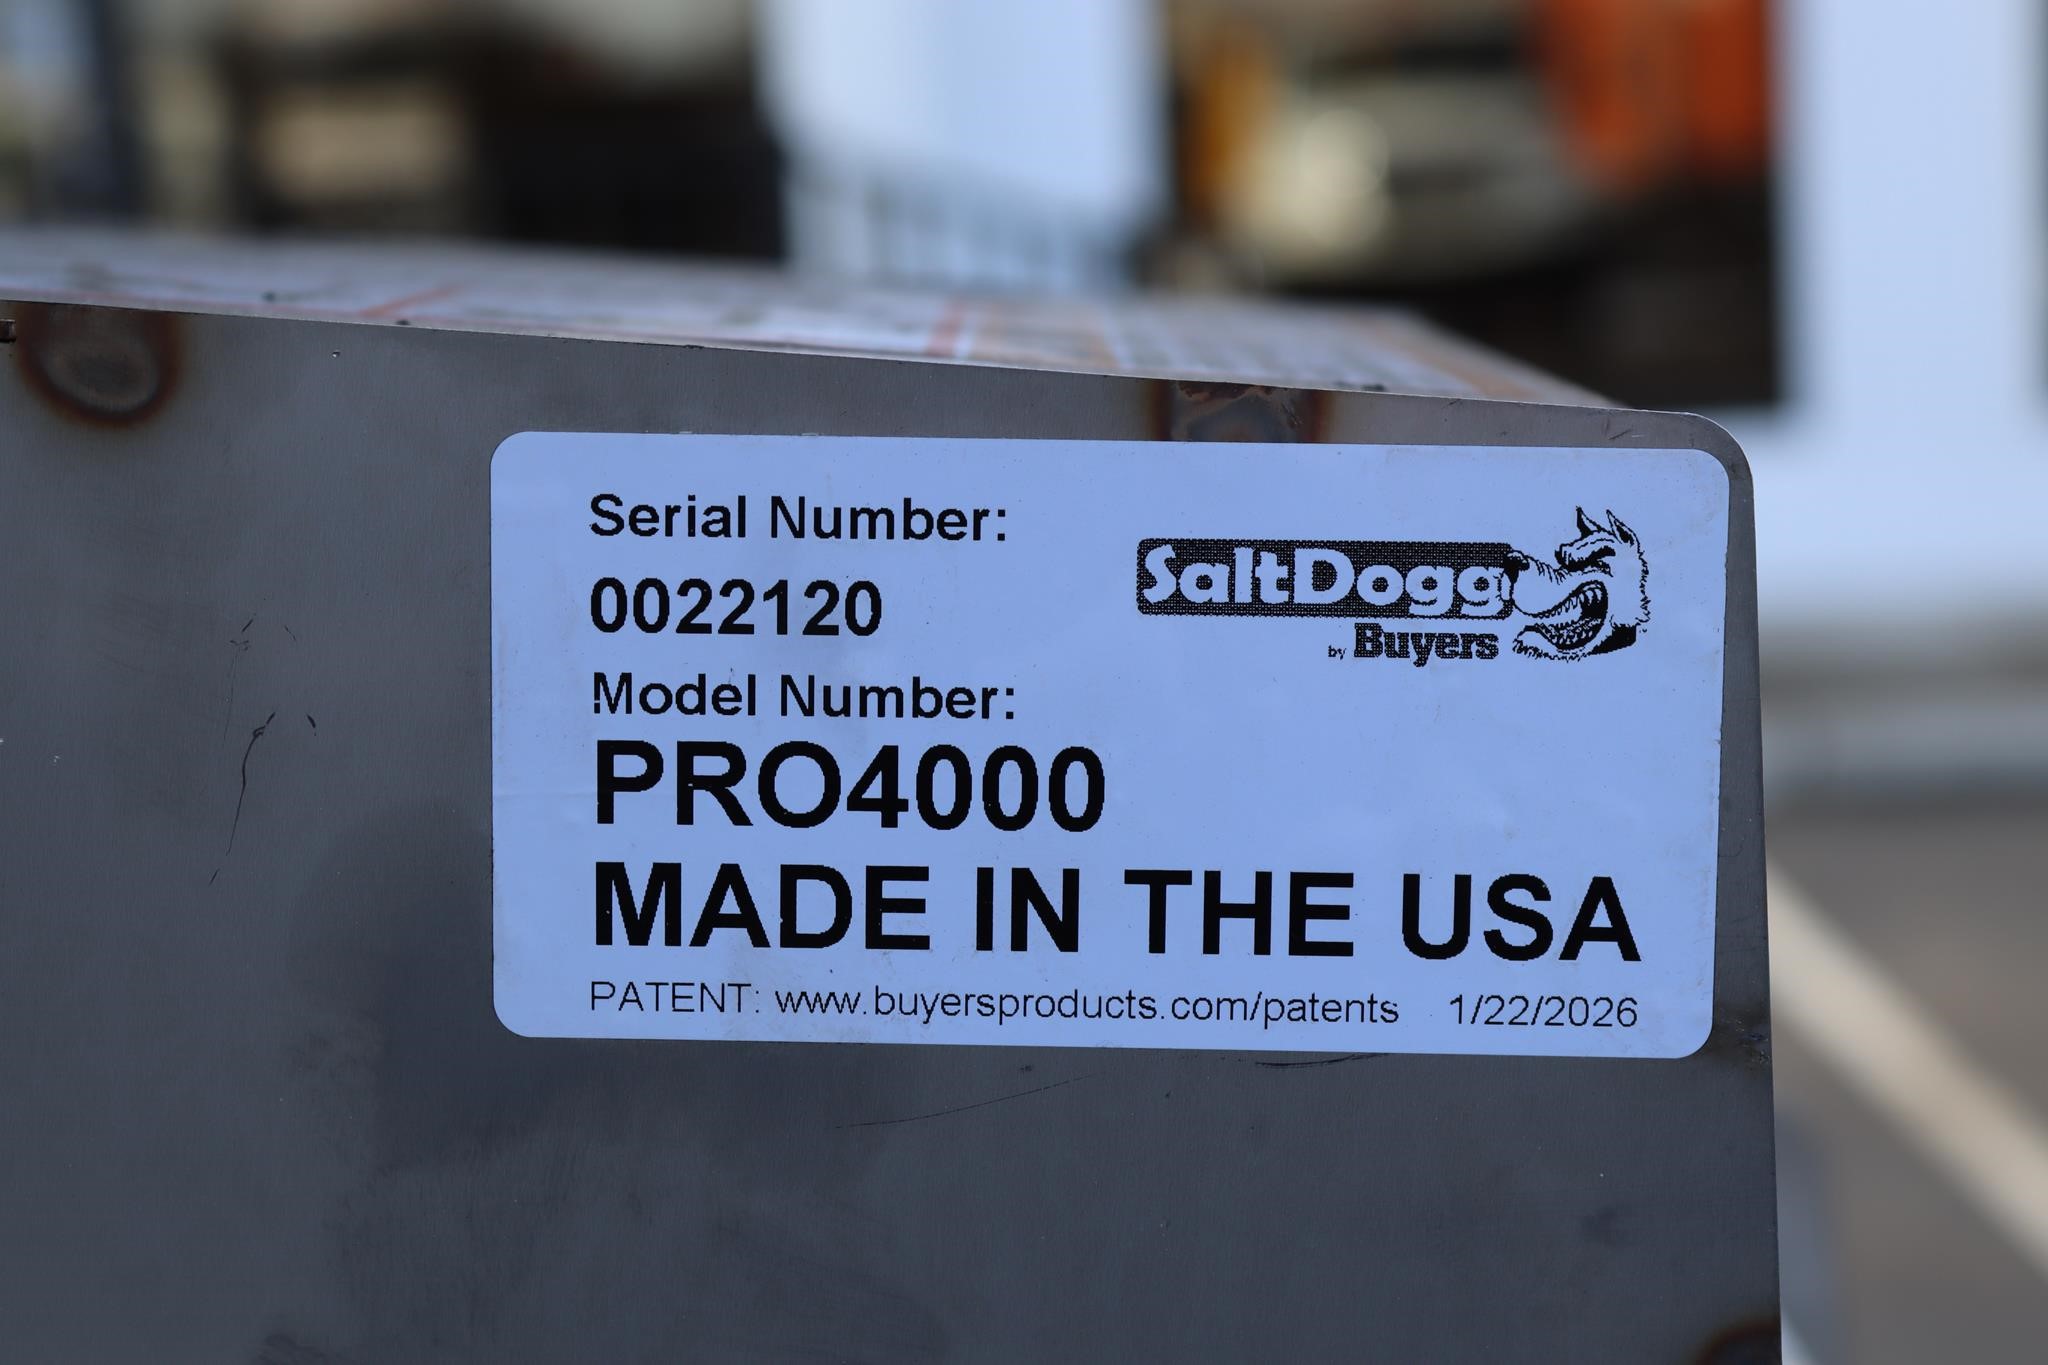 Serial Number:
0022120
Model Number:
PRO4000
MADE IN THE USA
PATENT: www.buyersproducts.com/patents 1/22/2026
SaltDogg
by Buyers